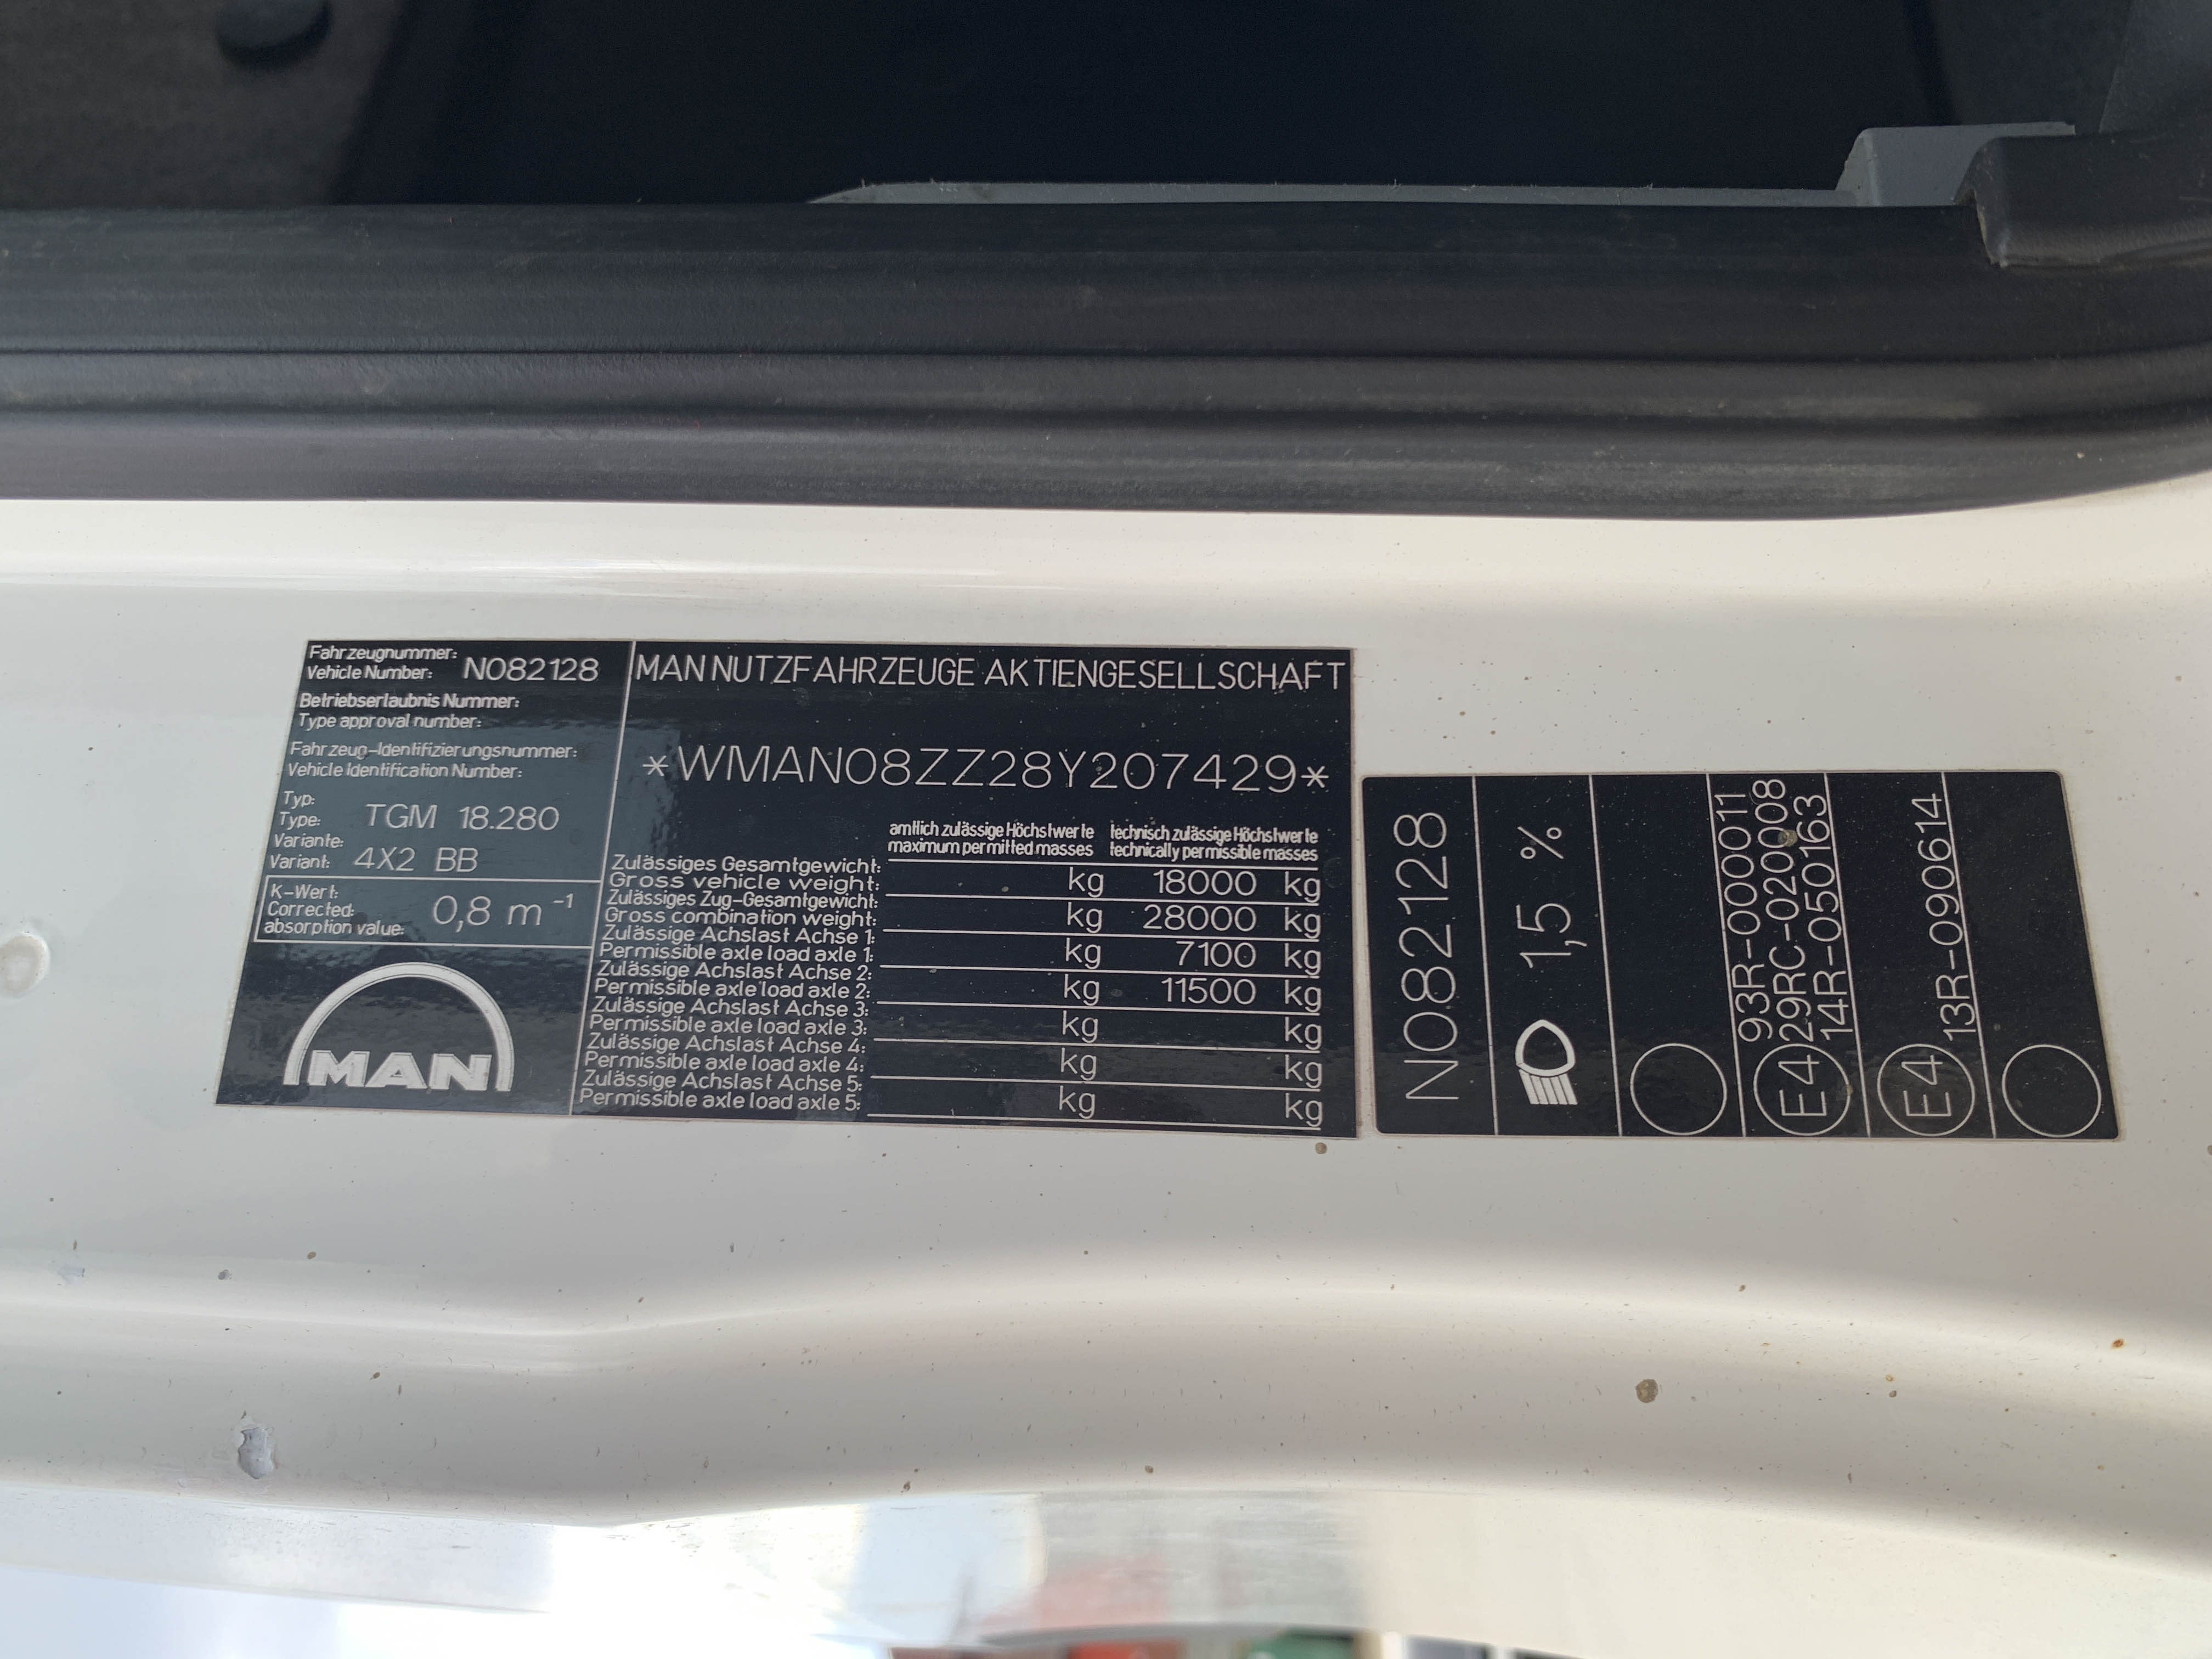 Fahrzeugnummer:
Vehicle Number: N082128
Betriebserlaubnis Nummer:
Type approval number:
Fahrzeug-Identifizierungsnummer:
Vehicle Identification Number:
Typ:
Type: TGM 18.280
Variante:
Variant: 4X2 BB
K-Wert:
Corrected:
absorption value: 0,8 m -1
MAN
MAN NUTZFAHRZEUGE AKTIENGESELLSCHAFT
*WMAN08ZZ28Y207429*
amtlich zulässige Höchstwerte technisch zulässige Höchstwerte
maximum permitted masses technically permissible masses
Zulässiges Gesamtgewicht:
Gross vehicle weight: kg 18000 kg
Zulässiges Zug-Gesamtgewicht:
Gross combination weight: kg 28000 kg
Zulässige Achslast Achse 1:
Permissible axle load axle 1: kg 7100 kg
Zulässige Achslast Achse 2:
Permissible axle load axle 2: kg 11500 kg
Zulässige Achslast Achse 3:
Permissible axle load axle 3: kg kg
Zulässige Achslast Achse 4:
Permissible axle load axle 4: kg kg
Zulässige Achslast Achse 5:
Permissible axle load axle 5: kg kg
N082128
1,5 %
93R-000011
E4 29RC-020008
14R-050163
E4 13R-090614